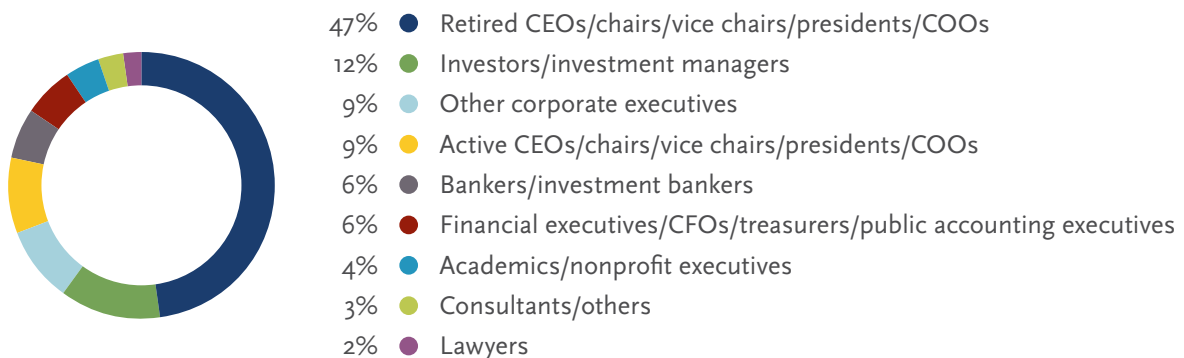 47% Retired CEOs/chairs/vice chairs/presidents/COOs
12% Investors/investment managers
9% Other corporate executives
9% Active CEOs/chairs/vice chairs/presidents/COOs
6% Bankers/investment bankers
6% Financial executives/CFOs/treasurers/public accounting executives
4% Academics/nonprofit executives
3% Consultants/others
2% Lawyers